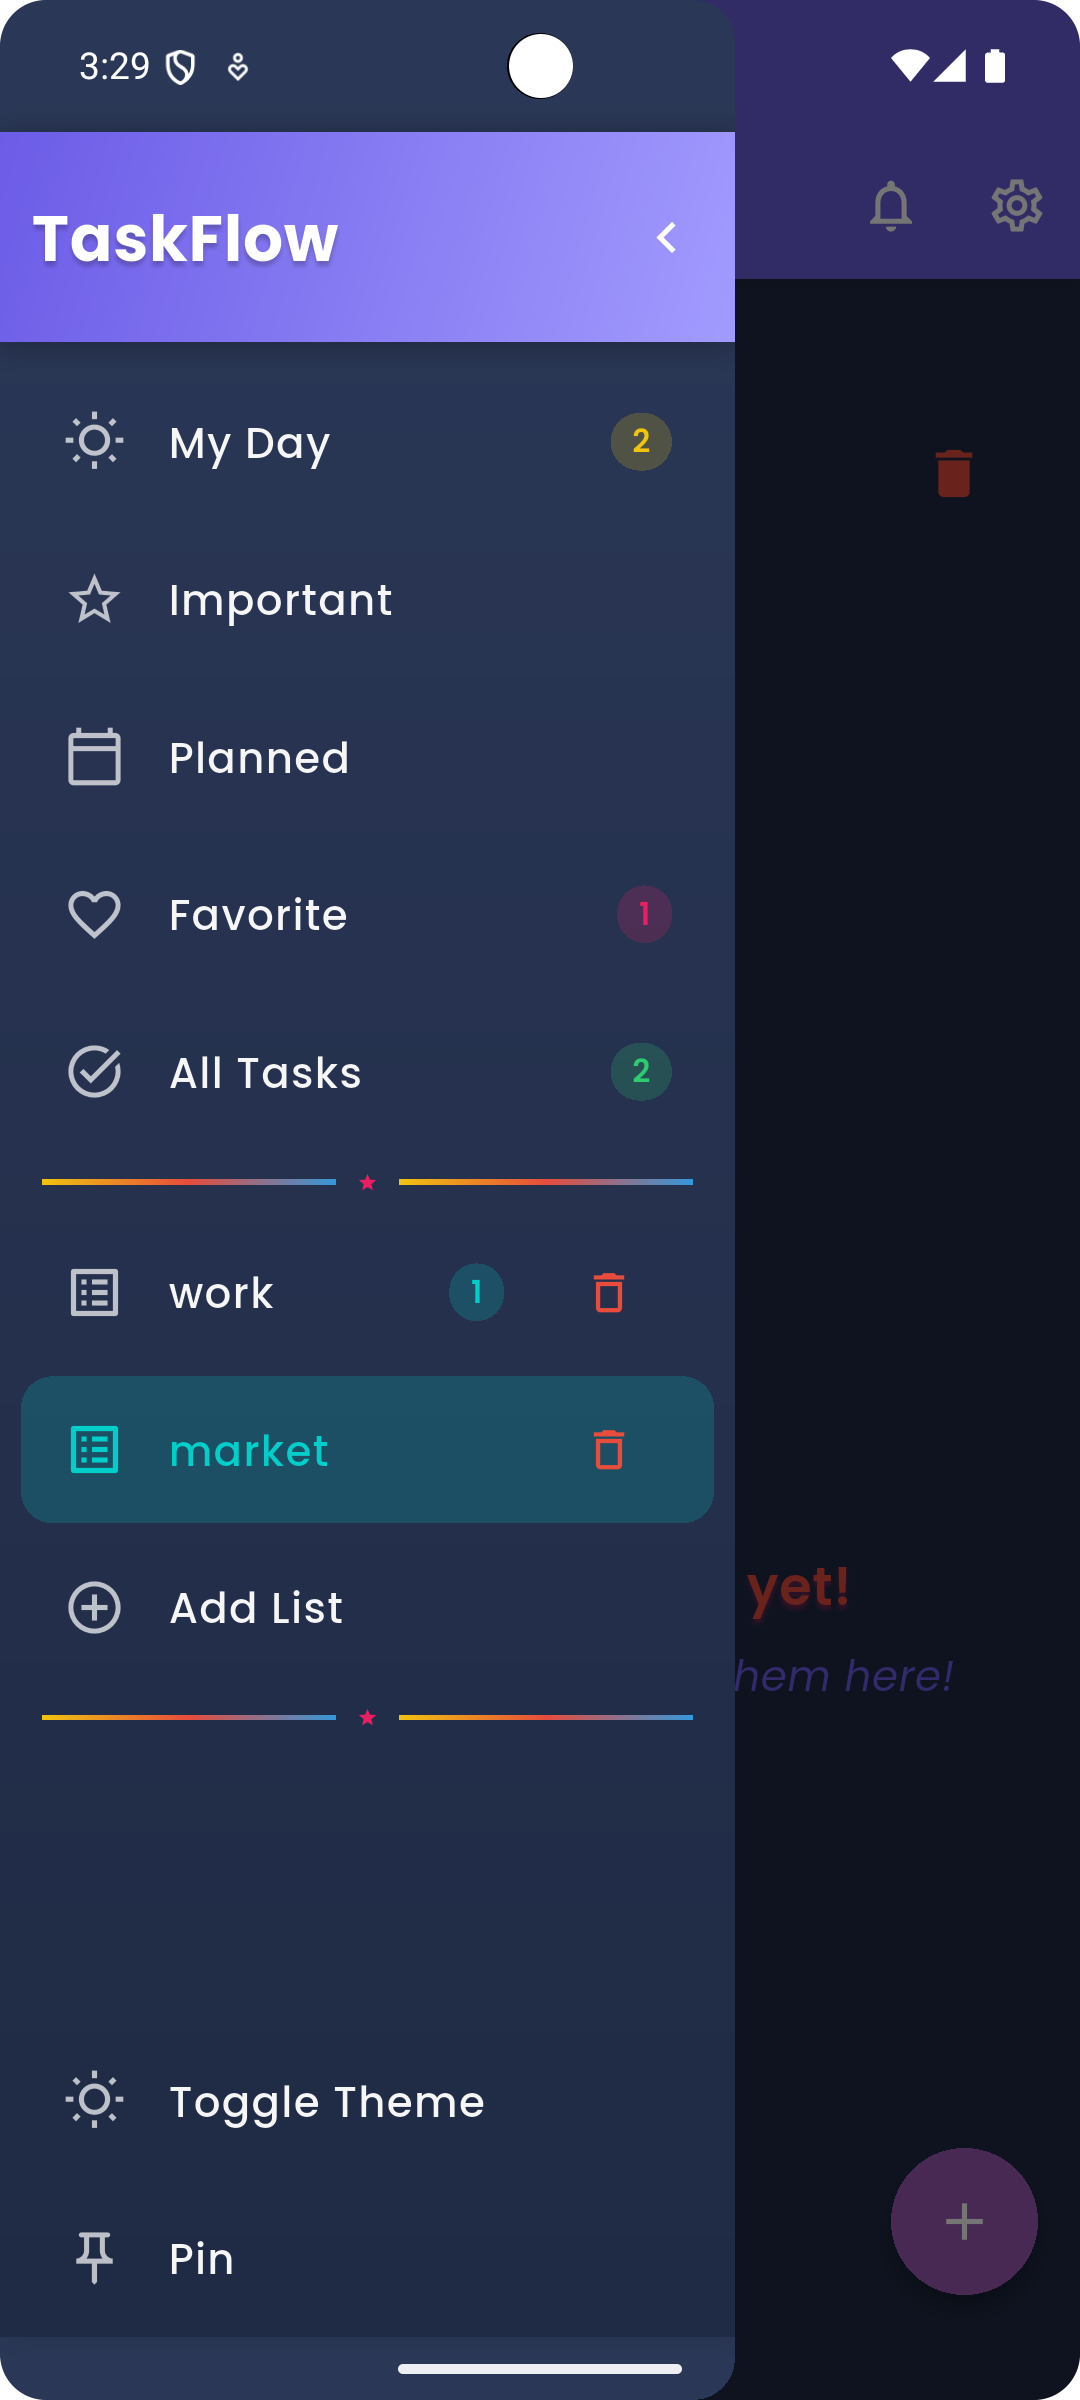 3:29
TaskFlow
My Day 2
Important
Planned
Favorite 1
All Tasks 2
work 1
market
Add List
yet!
hem here!
Toggle Theme
Pin